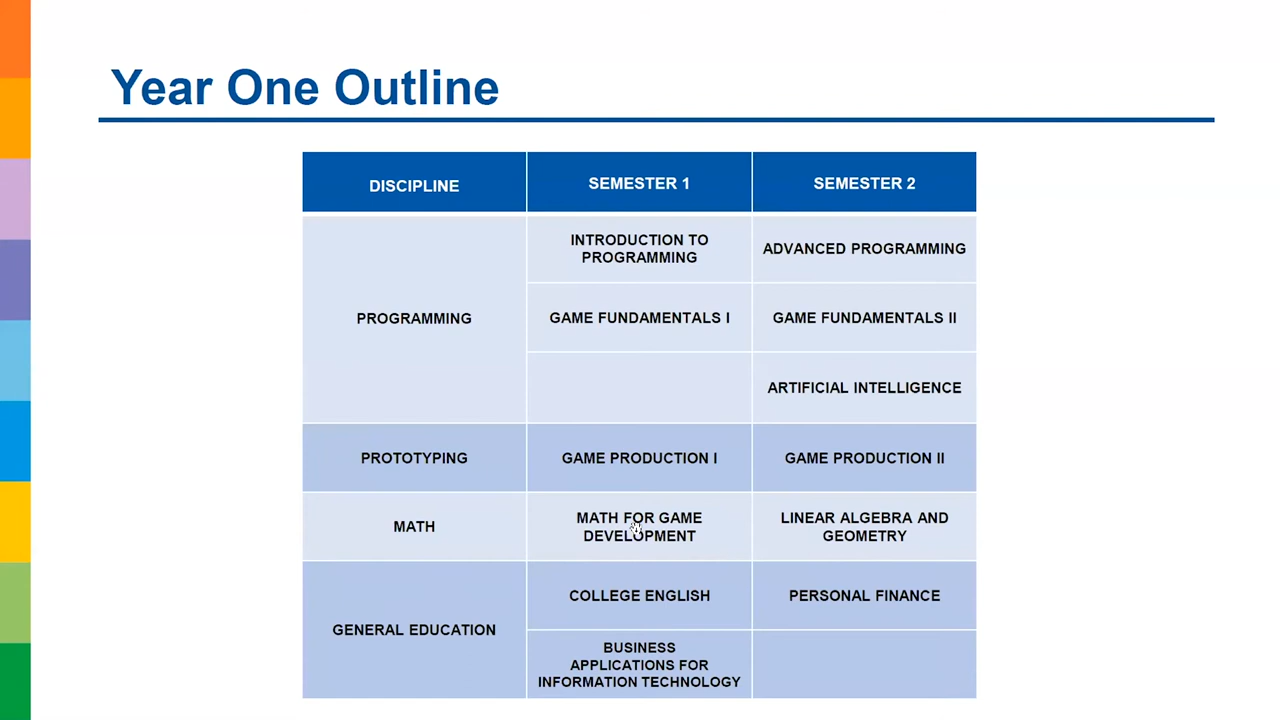 Year One Outline
DISCIPLINE
SEMESTER 1
SEMESTER 2
PROGRAMMING
INTRODUCTION TO
PROGRAMMING
ADVANCED PROGRAMMING
GAME FUNDAMENTALS I
GAME FUNDAMENTALS II
ARTIFICIAL INTELLIGENCE
PROTOTYPING
GAME PRODUCTION I
GAME PRODUCTION II
MATH
MATH FOR GAME
DEVELOPMENT
LINEAR ALGEBRA AND
GEOMETRY
GENERAL EDUCATION
COLLEGE ENGLISH
PERSONAL FINANCE
BUSINESS
APPLICATIONS FOR
INFORMATION TECHNOLOGY